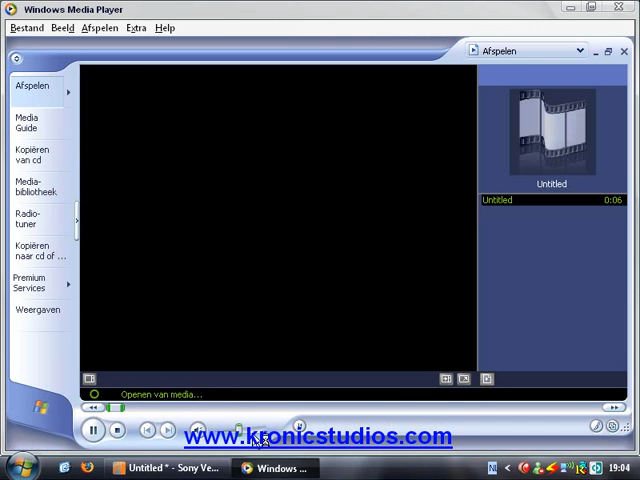 Windows Media Player
Bestand Beeld Afspelen Extra Help
Afspelen
Afspelen
Media
Guide
Kopiëren
van cd
Media-
bibliotheek
Radio-
tuner
Kopiëren
naar cd of ...
Premium
Services
Weergaven
Untitled
Untitled 0:06
Openen van media...
www.kronicstudios.com
Untitled * - Sony Ve...
Windows ...
NL
19:04